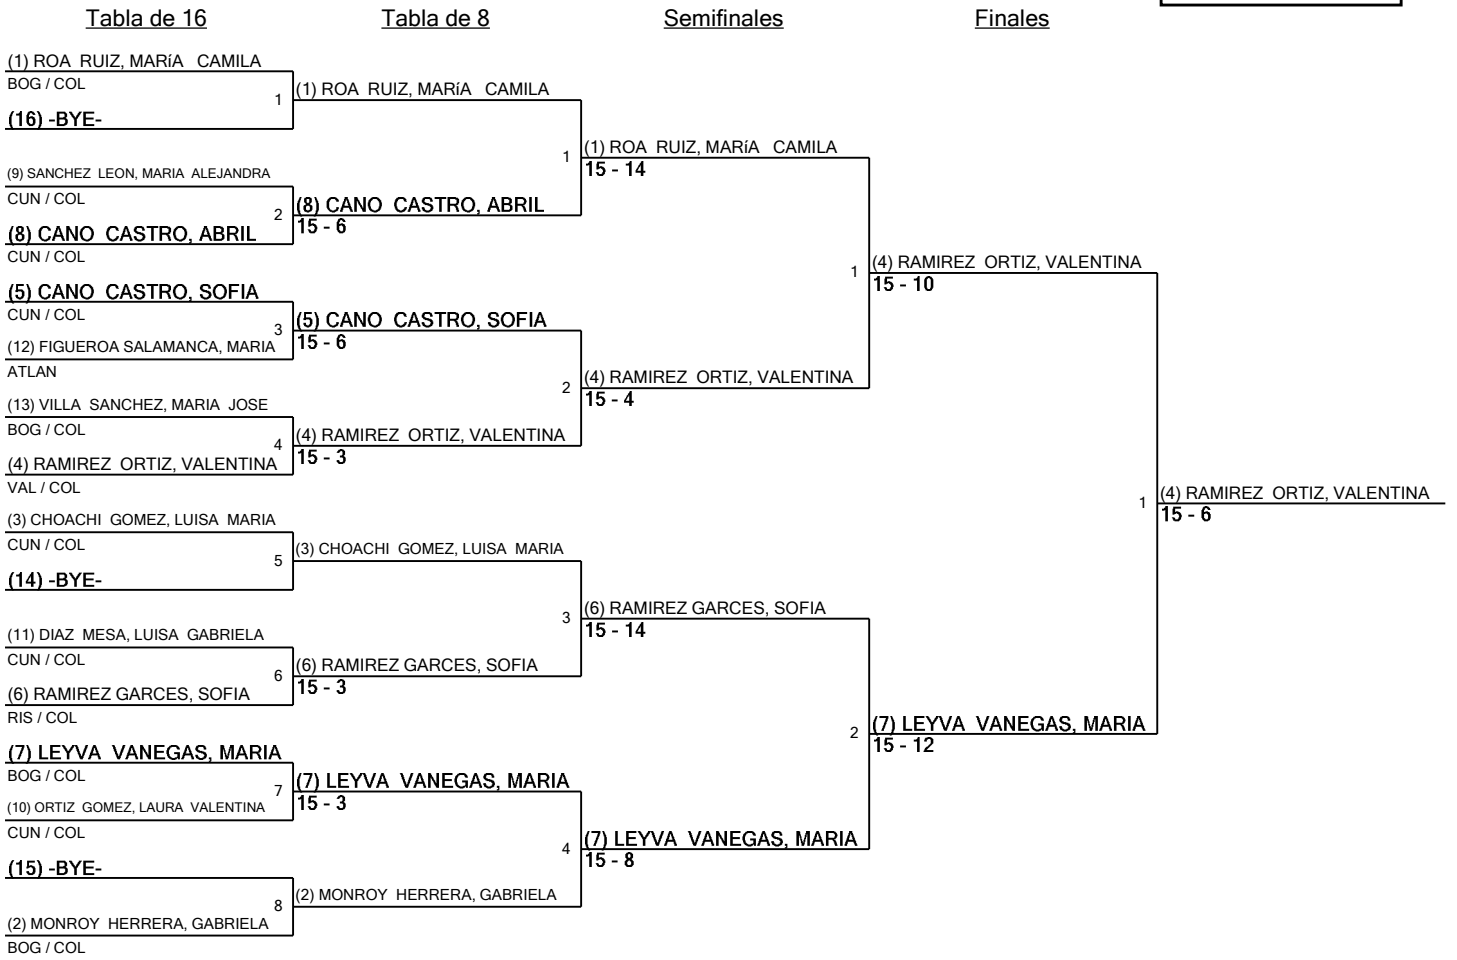 Tabla de 16
Tabla de 8
Semifinales
Finales
(1) ROA RUIZ, MARíA CAMILA
BOG / COL
1
(16) -BYE-
(9) SANCHEZ LEON, MARIA ALEJANDRA
CUN / COL
2
(8) CANO CASTRO, ABRIL
CUN / COL
(5) CANO CASTRO, SOFIA
CUN / COL
3
(12) FIGUEROA SALAMANCA, MARIA
ATLAN
(13) VILLA SANCHEZ, MARIA JOSE
BOG / COL
4
(4) RAMIREZ ORTIZ, VALENTINA
VAL / COL
(3) CHOACHI GOMEZ, LUISA MARIA
CUN / COL
5
(14) -BYE-
(11) DIAZ MESA, LUISA GABRIELA
CUN / COL
6
(6) RAMIREZ GARCES, SOFIA
RIS / COL
(7) LEYVA VANEGAS, MARIA
BOG / COL
7
(10) ORTIZ GOMEZ, LAURA VALENTINA
CUN / COL
(15) -BYE-
8
(2) MONROY HERRERA, GABRIELA
BOG / COL
(1) ROA RUIZ, MARíA CAMILA
1
(8) CANO CASTRO, ABRIL
15 - 6
(5) CANO CASTRO, SOFIA
15 - 6
2
(4) RAMIREZ ORTIZ, VALENTINA
15 - 3
(3) CHOACHI GOMEZ, LUISA MARIA
3
(6) RAMIREZ GARCES, SOFIA
15 - 3
(7) LEYVA VANEGAS, MARIA
15 - 3
4
(2) MONROY HERRERA, GABRIELA
(1) ROA RUIZ, MARíA CAMILA
15 - 14
1
(4) RAMIREZ ORTIZ, VALENTINA
15 - 4
(6) RAMIREZ GARCES, SOFIA
15 - 14
2
(7) LEYVA VANEGAS, MARIA
15 - 8
(4) RAMIREZ ORTIZ, VALENTINA
15 - 10
1
(7) LEYVA VANEGAS, MARIA
15 - 12
(4) RAMIREZ ORTIZ, VALENTINA
15 - 6